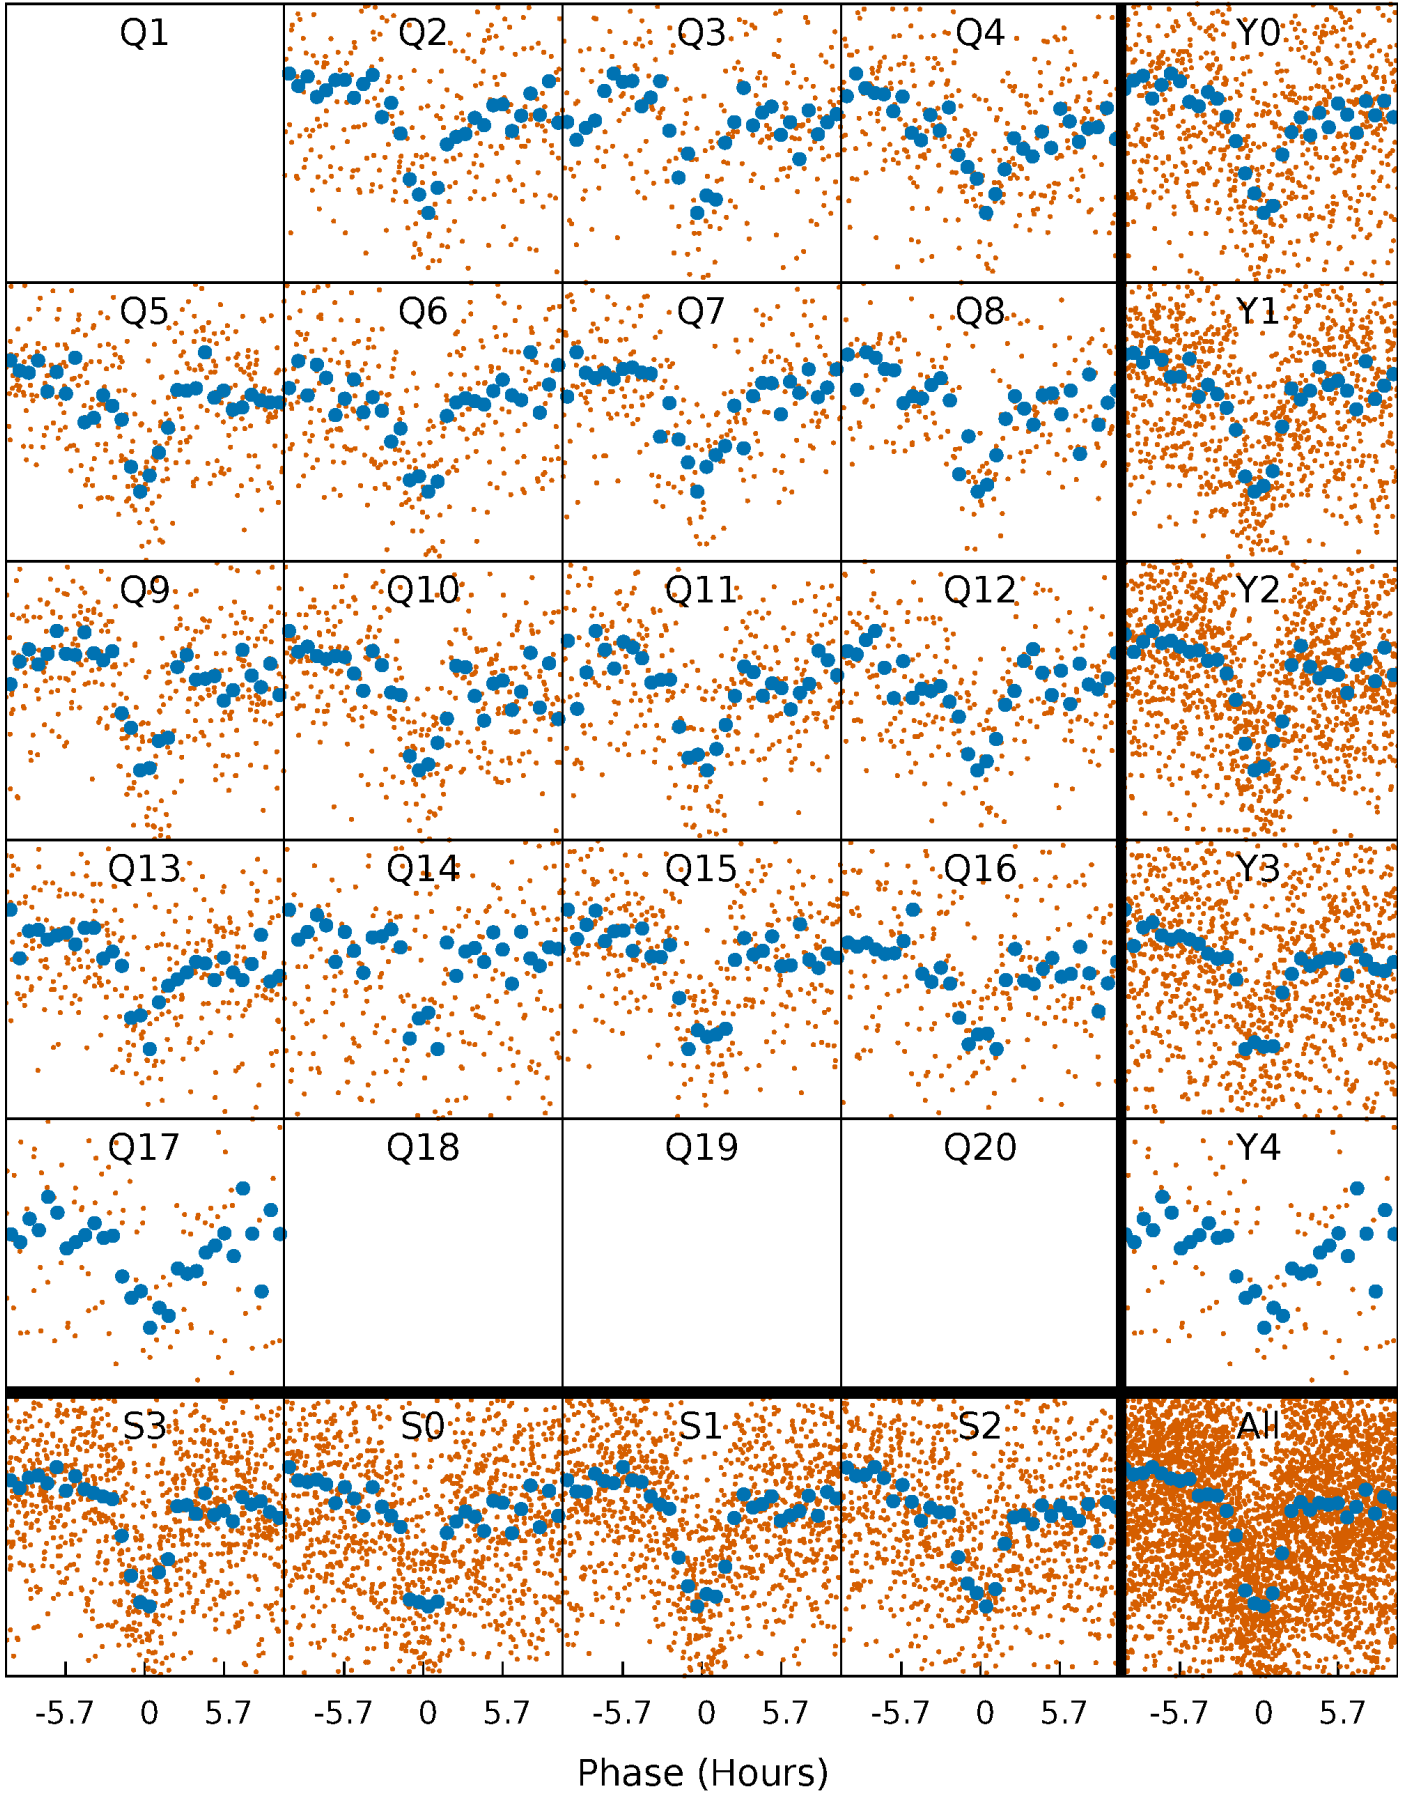 Q1 Q2 Q3 Q4 Y0
Q5 Q6 Q7 Q8 Y1
Q9 Q10 Q11 Q12 Y2
Q13 Q14 Q15 Q16 Y3
Q17 Q18 Q19 Q20 Y4
S3 S0 S1 S2 All
-5.7 0 5.7 -5.7 0 5.7 -5.7 0 5.7 -5.7 0 5.7 -5.7 0 5.7
Phase (Hours)